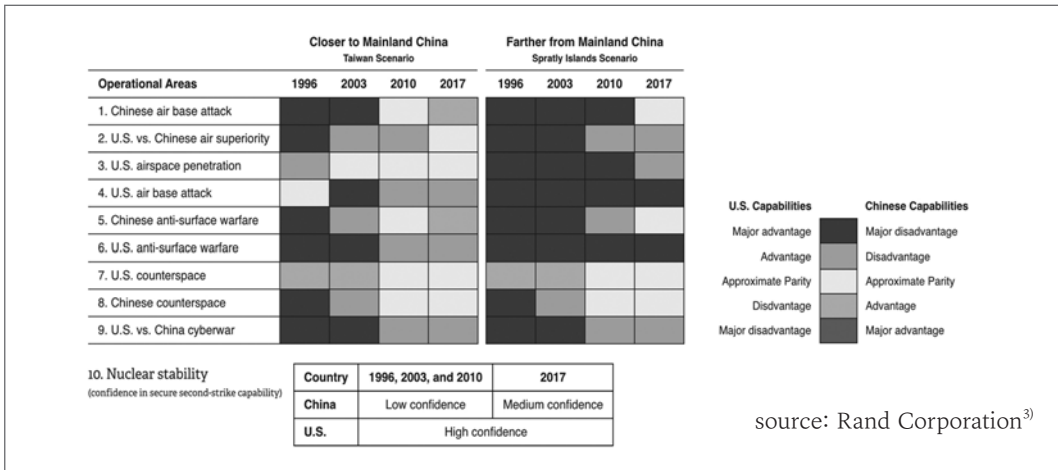 Closer to Mainland China
Taiwan Scenario
Farther from Mainland China
Spratly Islands Scenario
Operational Areas 1996 2003 2010 2017 1996 2003 2010 2017
1. Chinese air base attack
2. U.S. vs. Chinese air superiority
3. U.S. airspace penetration
4. U.S. air base attack
5. Chinese anti-surface warfare
6. U.S. anti-surface warfare
7. U.S. counterspace
8. Chinese counterspace
9. U.S. vs. China cyberwar
U.S. Capabilities Chinese Capabilities
Major advantage Major disadvantage
Advantage Disadvantage
Approximate Parity Approximate Parity
Disdvantage Advantage
Major disadvantage Major advantage
10. Nuclear stability
(confidence in secure second-strike capability)
Country 1996, 2003, and 2010 2017
China Low confidence Medium confidence
U.S. High confidence
source: Rand Corporation3)